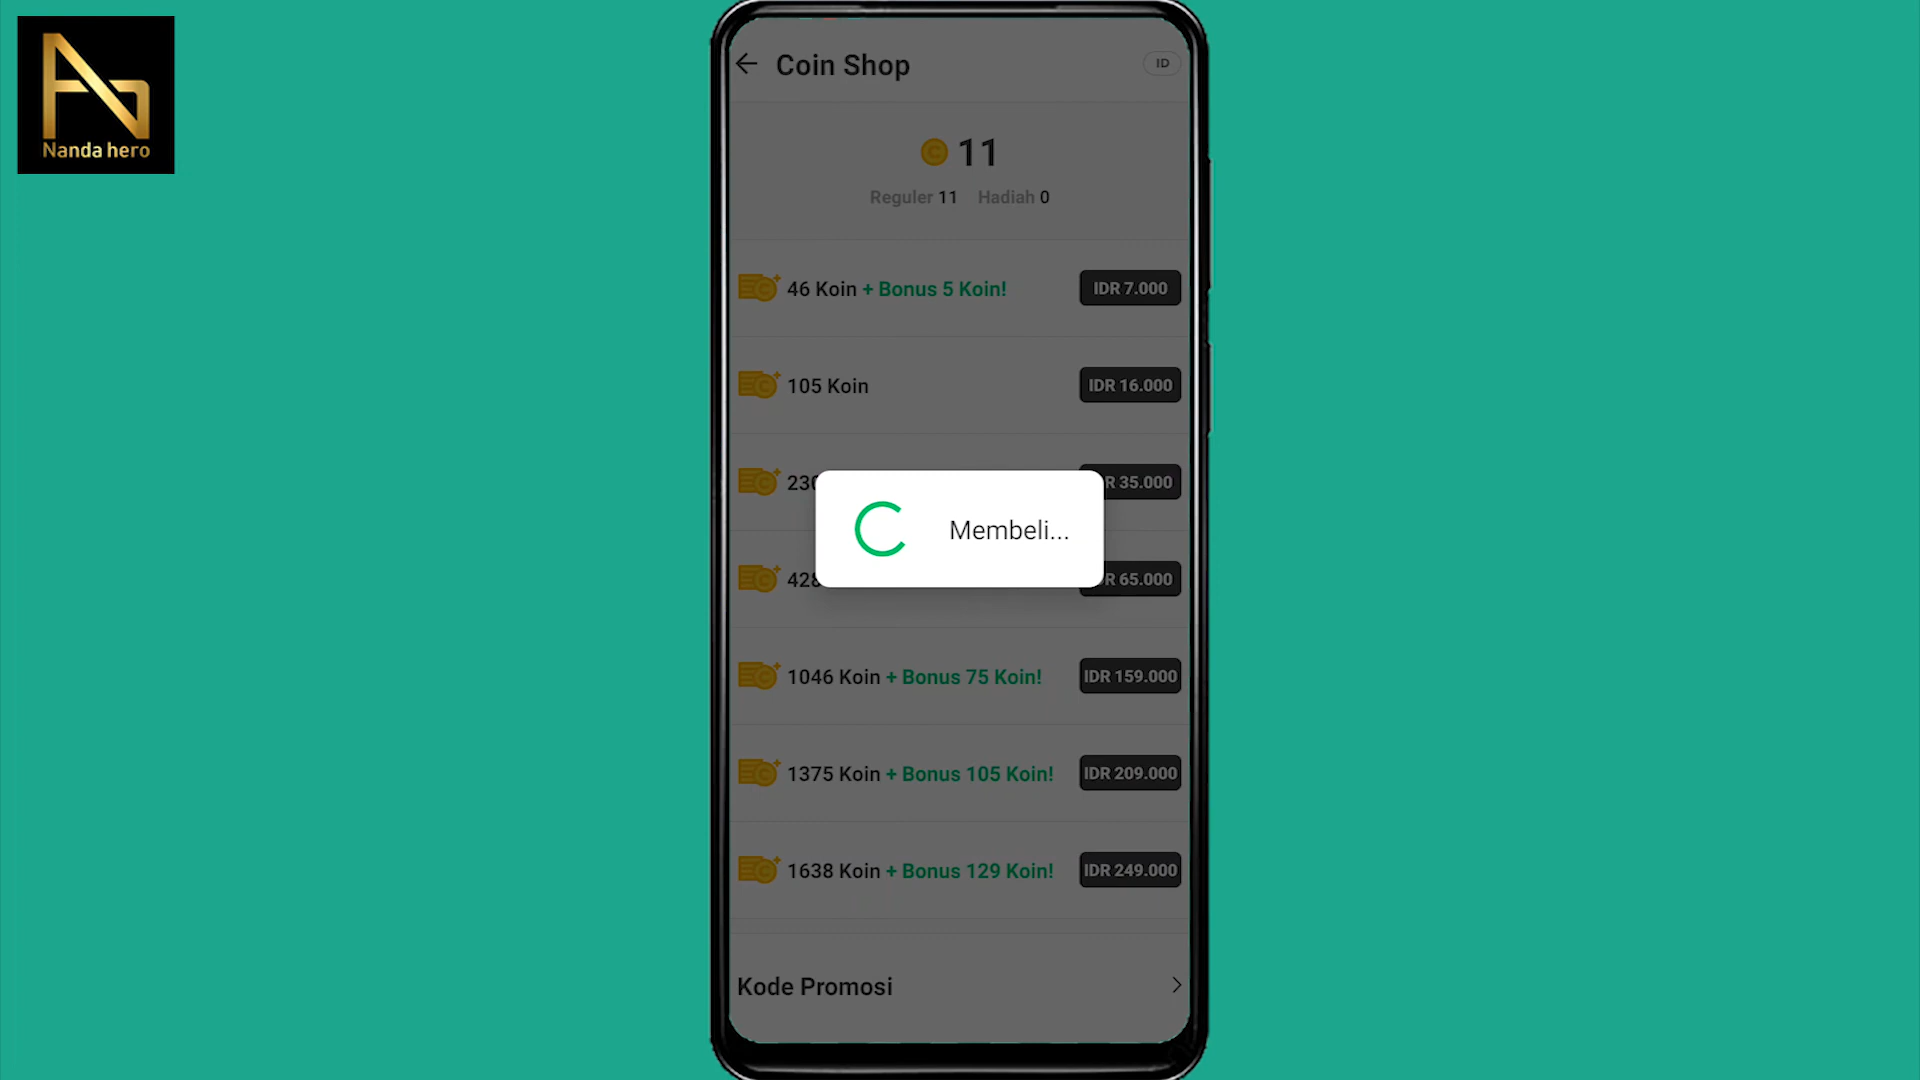 Nanda hero
Coin Shop
ID
11
Reguler 11 Hadiah 0
46 Koin + Bonus 5 Koin!
IDR 7.000
105 Koin
IDR 16.000
35.000
Membeli...
65.000
1046 Koin + Bonus 75 Koin!
IDR 159.000
1375 Koin + Bonus 105 Koin!
IDR 209.000
1638 Koin + Bonus 129 Koin!
IDR 249.000
Kode Promosi